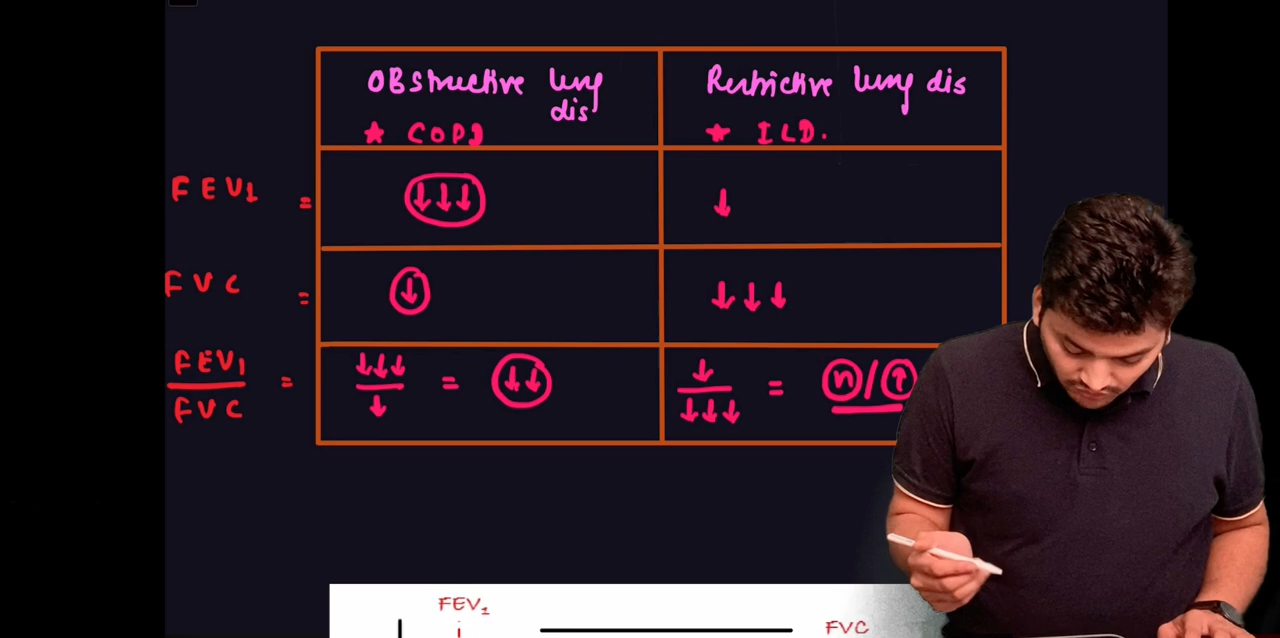 OBstructive lung dis
★ COPD
Restrictive lung dis
★ ILD.
FEV1 = ↓↓↓ ↓
FVC = ↓ ↓↓↓
FEV1/FVC = ↓↓↓/↓ = ↓↓ ↓/↓↓↓ = n/↑
FEV1
FVC